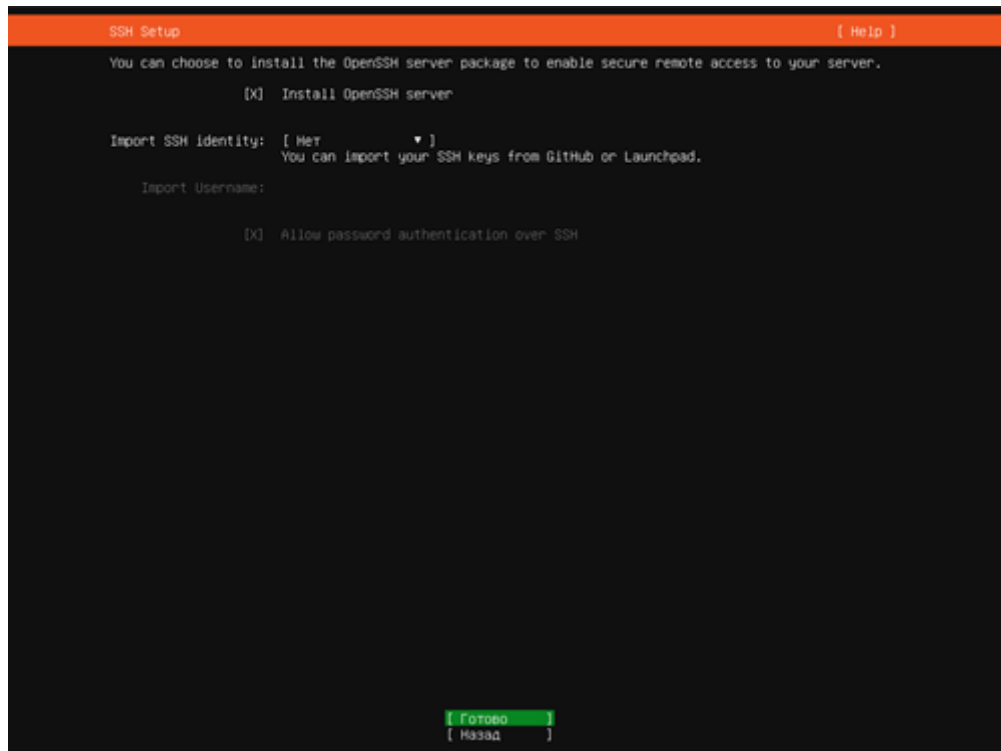 SSH Setup [ Help ]
You can choose to install the OpenSSH server package to enable secure remote access to your server.
[X] Install OpenSSH server
Import SSH identity: [ Нет ▾ ]
You can import your SSH keys from GitHub or Launchpad.
Import Username:
[X] Allow password authentication over SSH
[ Готово ]
[ Назад ]